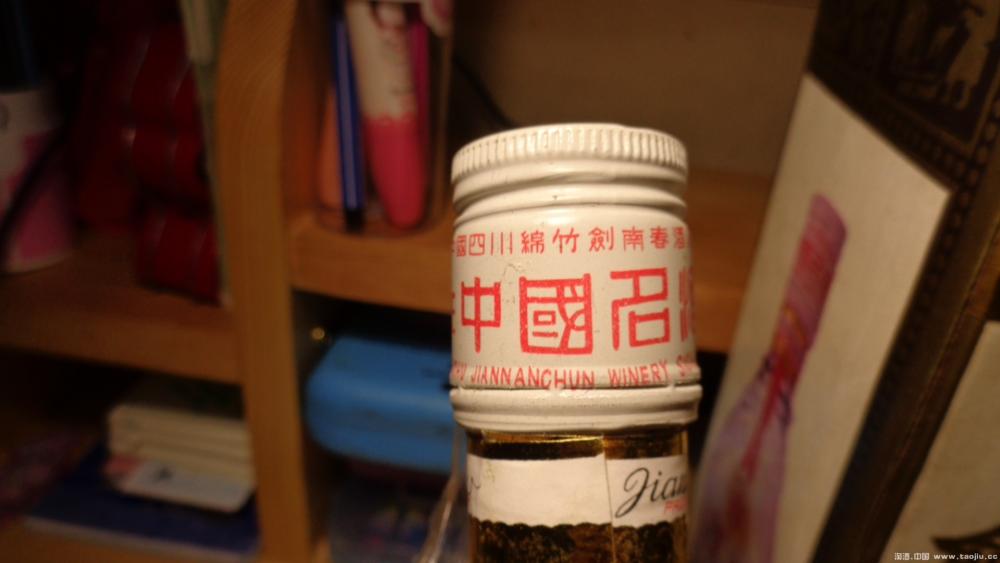 國四川綿竹劍南春酒
中國名
JIANNANCHUN WINERY
Jian
淘酒.中国 www.taojiu.cc